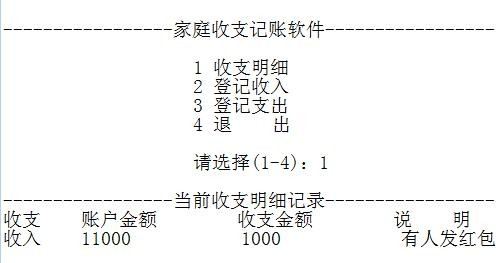 -----------------家庭收支记账软件-----------------
1 收支明细
2 登记收入
3 登记支出
4 退    出
请选择(1-4)：1
-----------------当前收支明细记录-----------------
收支    账户金额    收支金额    说    明
收入    11000    1000    有人发红包